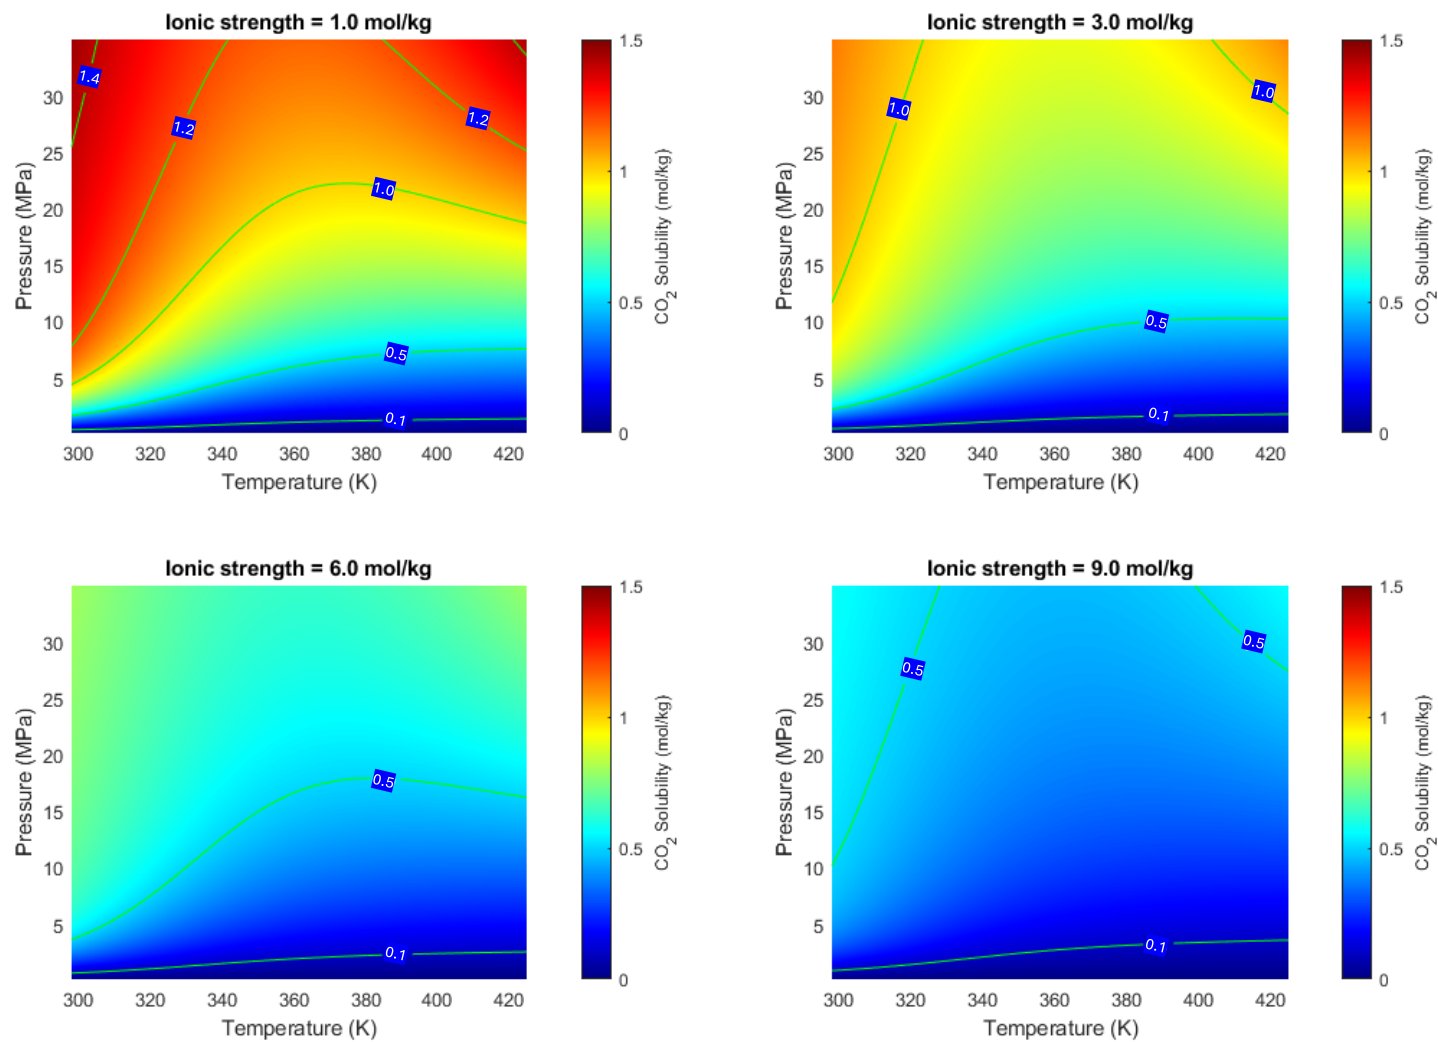 Ionic strength = 1.0 mol/kg
1.4
1.2
1.2
1.0
0.5
0.1
30
25
20
15
10
5
Pressure (MPa)
300 320 340 360 380 400 420
Temperature (K)
1.5
1
0.5
0
CO2 Solubility (mol/kg)
Ionic strength = 3.0 mol/kg
1.0
1.0
0.5
0.1
30
25
20
15
10
5
Pressure (MPa)
300 320 340 360 380 400 420
Temperature (K)
1.5
1
0.5
0
CO2 Solubility (mol/kg)
Ionic strength = 6.0 mol/kg
0.5
0.1
30
25
20
15
10
5
Pressure (MPa)
300 320 340 360 380 400 420
Temperature (K)
1.5
1
0.5
0
CO2 Solubility (mol/kg)
Ionic strength = 9.0 mol/kg
0.5
0.5
0.1
30
25
20
15
10
5
Pressure (MPa)
300 320 340 360 380 400 420
Temperature (K)
1.5
1
0.5
0
CO2 Solubility (mol/kg)